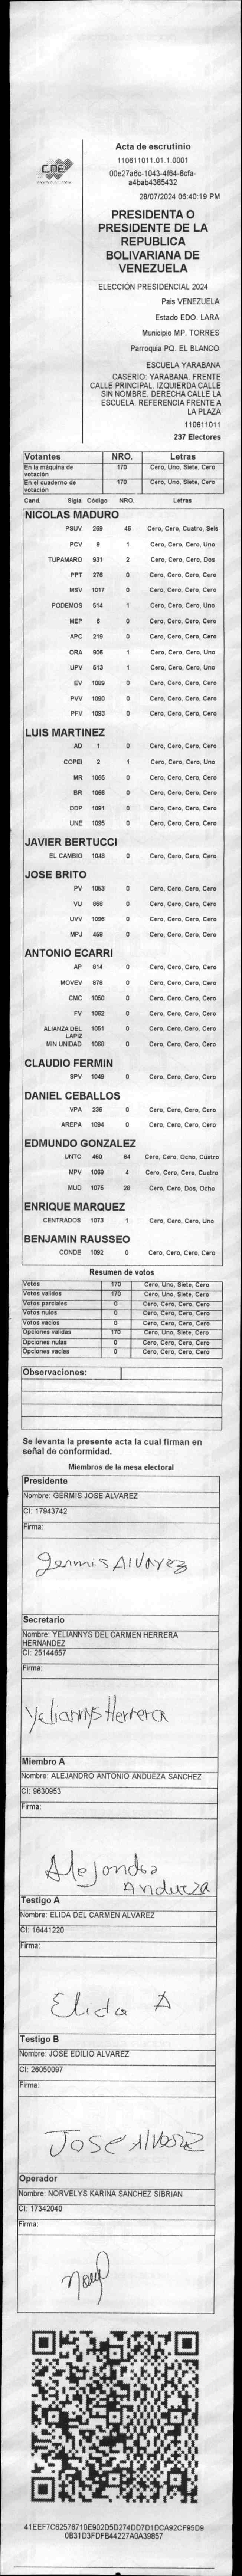 CNE
Acta de escrutinio
110611011.01.1.0001
00e27a6c-1043-4f64-8cfa-
a4bab4385432
28/07/2024 06:40:19 PM
PRESIDENTA O
PRESIDENTE DE LA
REPUBLICA
BOLIVARIANA DE
VENEZUELA
ELECCIÓN PRESIDENCIAL 2024
País VENEZUELA
Estado EDO. LARA
Municipio MP. TORRES
Parroquia PQ. EL BLANCO
ESCUELA YARABANA
CASERIO: YARABANA. FRENTE
CALLE PRINCIPAL. IZQUIERDA CALLE
SIN NOMBRE. DERECHA CALLE LA
ESCUELA. REFERENCIA FRENTE A
LA PLAZA
110611011
237 Electores
Votantes NRO. Letras
En la máquina de votación 170 Cero, Uno, Siete, Cero
En el cuaderno de votación 170 Cero, Uno, Siete, Cero
Cand. Sigla Código NRO. Letras
NICOLAS MADURO
PSUV 269 46 Cero, Cero, Cuatro, Seis
PCV 9 1 Cero, Cero, Cero, Uno
TUPAMARO 931 2 Cero, Cero, Cero, Dos
PPT 276 0 Cero, Cero, Cero, Cero
MSV 1017 0 Cero, Cero, Cero, Cero
PODEMOS 514 1 Cero, Cero, Cero, Uno
MEP 6 0 Cero, Cero, Cero, Cero
APC 219 0 Cero, Cero, Cero, Cero
ORA 906 1 Cero, Cero, Cero, Uno
UPV 513 1 Cero, Cero, Cero, Uno
EV 1089 0 Cero, Cero, Cero, Cero
PVV 1090 0 Cero, Cero, Cero, Cero
PFV 1093 0 Cero, Cero, Cero, Cero
LUIS MARTINEZ
AD 1 0 Cero, Cero, Cero, Cero
COPEI 2 1 Cero, Cero, Cero, Uno
MR 1065 0 Cero, Cero, Cero, Cero
BR 1066 0 Cero, Cero, Cero, Cero
DDP 1091 0 Cero, Cero, Cero, Cero
UNE 1095 0 Cero, Cero, Cero, Cero
JAVIER BERTUCCI
EL CAMBIO 1048 0 Cero, Cero, Cero, Cero
JOSE BRITO
PV 1053 0 Cero, Cero, Cero, Cero
VU 668 0 Cero, Cero, Cero, Cero
UVV 1096 0 Cero, Cero, Cero, Cero
MPJ 468 0 Cero, Cero, Cero, Cero
ANTONIO ECARRI
AP 814 0 Cero, Cero, Cero, Cero
MOVEV 878 0 Cero, Cero, Cero, Cero
CMC 1050 0 Cero, Cero, Cero, Cero
FV 1062 0 Cero, Cero, Cero, Cero
ALIANZA DEL LAPIZ 1051 0 Cero, Cero, Cero, Cero
MIN UNIDAD 1068 0 Cero, Cero, Cero, Cero
CLAUDIO FERMIN
SPV 1049 0 Cero, Cero, Cero, Cero
DANIEL CEBALLOS
VPA 236 0 Cero, Cero, Cero, Cero
AREPA 1094 0 Cero, Cero, Cero, Cero
EDMUNDO GONZALEZ
UNTC 460 84 Cero, Cero, Ocho, Cuatro
MPV 1069 4 Cero, Cero, Cero, Cuatro
MUD 1075 28 Cero, Cero, Dos, Ocho
ENRIQUE MARQUEZ
CENTRADOS 1073 1 Cero, Cero, Cero, Uno
BENJAMIN RAUSSEO
CONDE 1092 0 Cero, Cero, Cero, Cero
Resumen de votos
Votos 170 Cero, Uno, Siete, Cero
Votos validos 170 Cero, Uno, Siete, Cero
Votos parciales 0 Cero, Cero, Cero, Cero
Votos nulos 0 Cero, Cero, Cero, Cero
Votos vacios 0 Cero, Cero, Cero, Cero
Opciones validas 170 Cero, Uno, Siete, Cero
Opciones nulas 0 Cero, Cero, Cero, Cero
Opciones vacias 0 Cero, Cero, Cero, Cero
Observaciones:
Se levanta la presente acta la cual firman en
señal de conformidad.
Miembros de la mesa electoral
Presidente
Nombre: GERMIS JOSE ALVAREZ
CI: 17943742
Firma:
Germis Alvarez
Secretario
Nombre: YELIANNYS DEL CARMEN HERRERA
HERNANDEZ
CI: 25144657
Firma:
Yeliannys Herrera
Miembro A
Nombre: ALEJANDRO ANTONIO ANDUEZA SANCHEZ
CI: 9630953
Firma:
Alejondro
Andueza
Testigo A
Nombre: ELIDA DEL CARMEN ALVAREZ
CI: 16441220
Firma:
Elida A
Testigo B
Nombre: JOSE EDILIO ALVAREZ
CI: 26050097
Firma:
José Alvarez
Operador
Nombre: NORVELYS KARINA SANCHEZ SIBRIAN
CI: 17342040
Firma:
41EEF7C62576710E902D5D274DD7D1DCA92CF95D9
0B31D3FDFB44227A0A39857